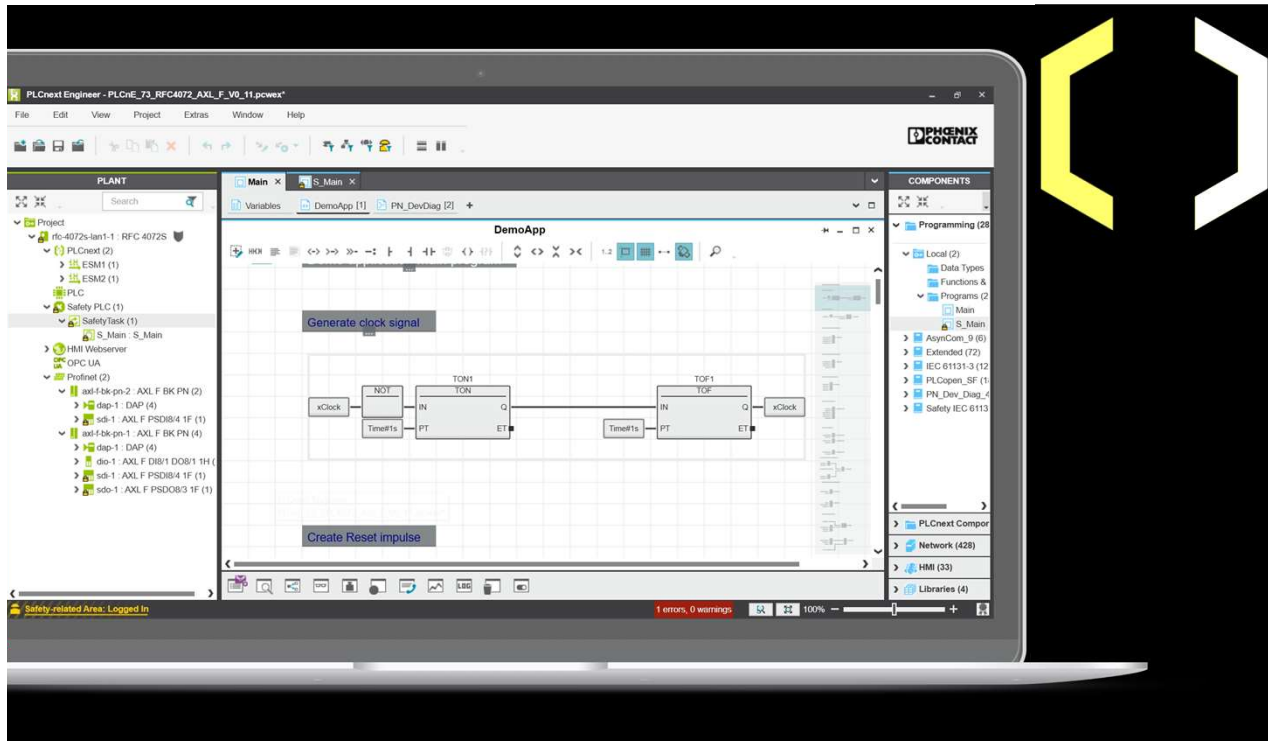 PLCnext Engineer - PLCnE_73_RFC4072_AXL_F_V0_11.pcwex*
File Edit View Project Extras Window Help
PHŒNIX
CONTACT
PLANT
Search
Project
rfc-4072s-lan1-1 : RFC 4072S
PLCnext (2)
ESM1 (1)
ESM2 (1)
PLC
Safety PLC (1)
SafetyTask (1)
S_Main : S_Main
HMI Webserver
OPC UA
Profinet (2)
axl-f-bk-pn-2 : AXL F BK PN (2)
dap-1 : DAP (4)
sdi-1 : AXL F PSDI8/4 1F (1)
axl-f-bk-pn-1 : AXL F BK PN (4)
dap-1 : DAP (4)
dio-1 : AXL F DI8/1 DO8/1 1H (
sdi-1 : AXL F PSDI8/4 1F (1)
sdo-1 : AXL F PSDO8/3 1F (1)
Main S_Main
Variables DemoApp [1] PN_DevDiag [2]
DemoApp
Generate clock signal
TON1
NOT TON
xClock IN Q
Time#1s PT ET
TOF1
TOF
IN Q xClock
Time#1s PT ET
Create Reset impulse
LOG
COMPONENTS
Programming (28
Local (2)
Data Types
Functions &
Programs (2
Main
S_Main
AsynCom_9 (6)
Extended (72)
IEC 61131-3 (12
PLCopen_SF (1
PN_Dev_Diag_4
Safety IEC 6113
PLCnext Compor
Network (428)
HMI (33)
Libraries (4)
Safety-related Area: Logged In
1 errors, 0 warnings
100%